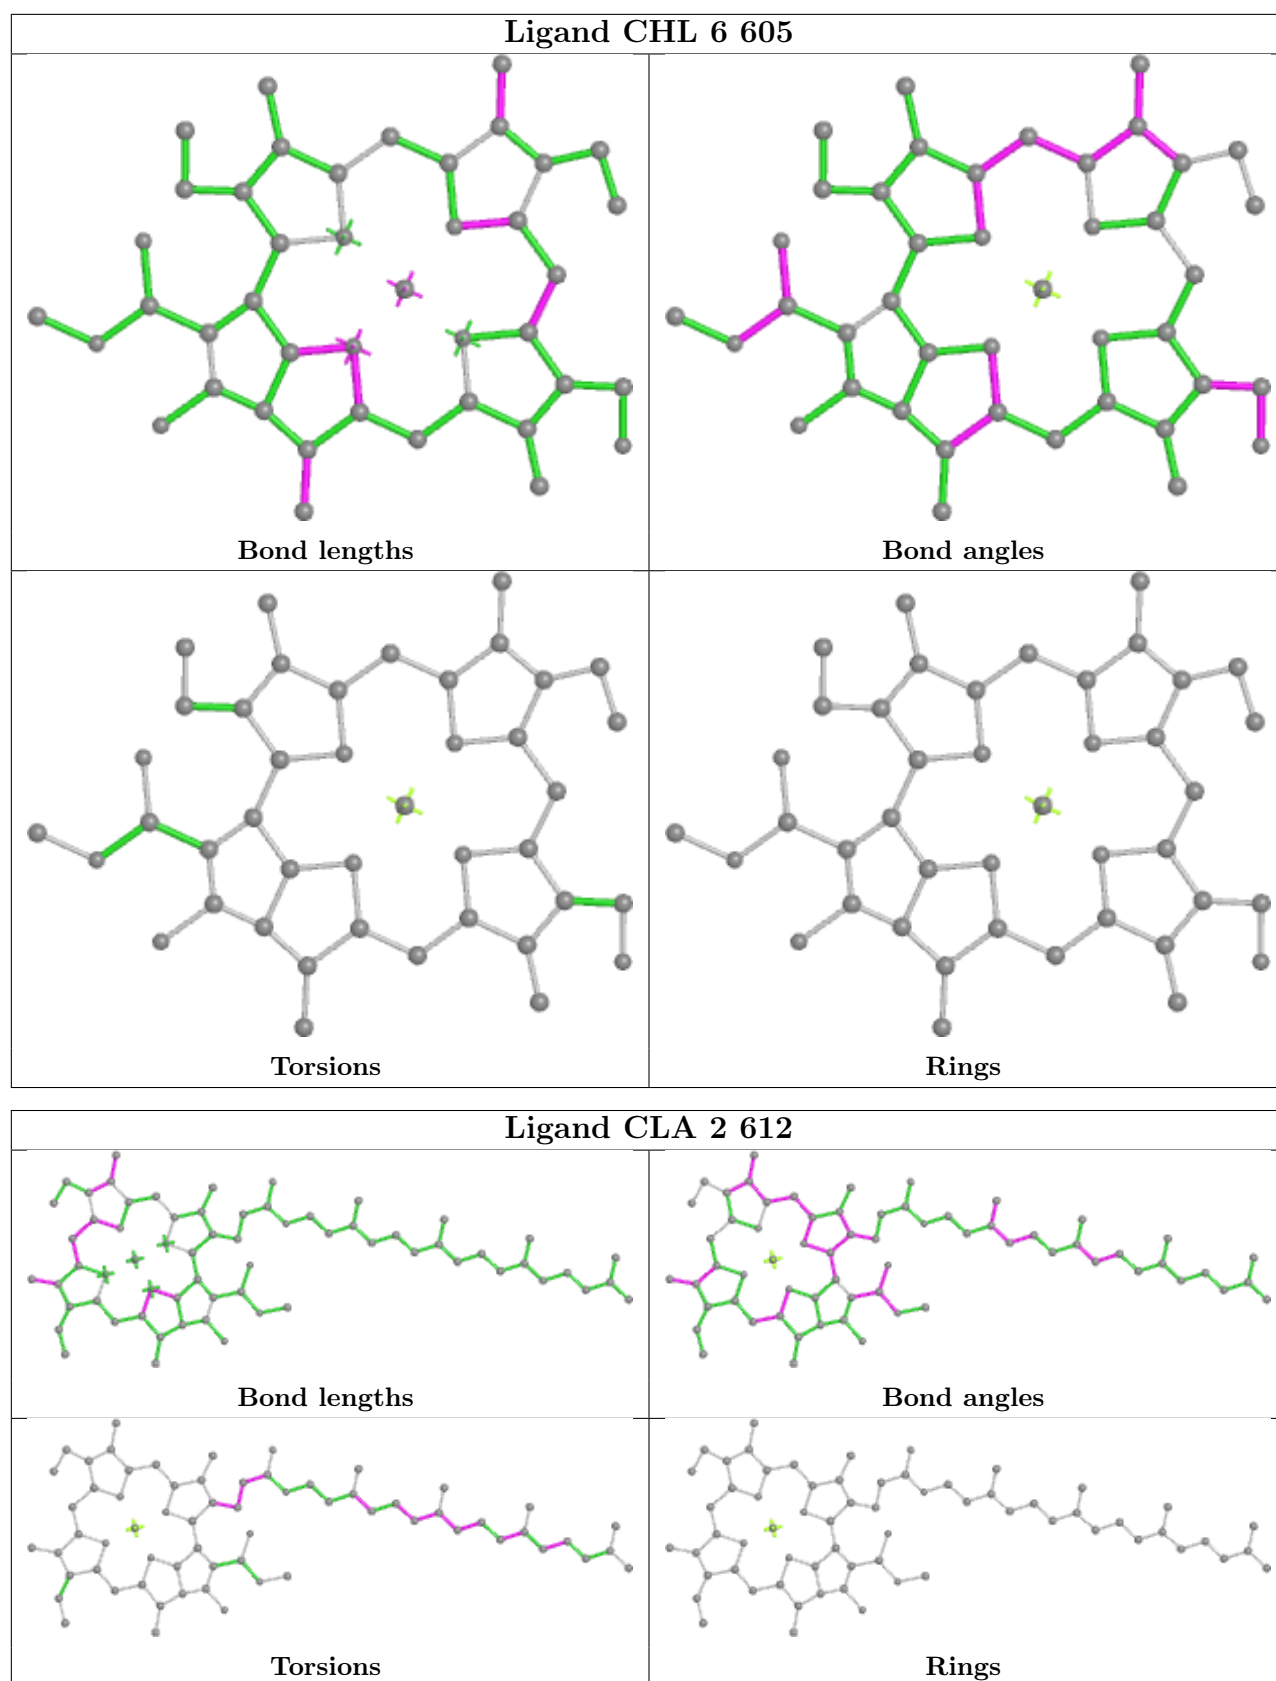 Ligand CHL 6 605
Bond lengths
Bond angles
Torsions
Rings
Ligand CLA 2 612
Bond lengths
Bond angles
Torsions
Rings